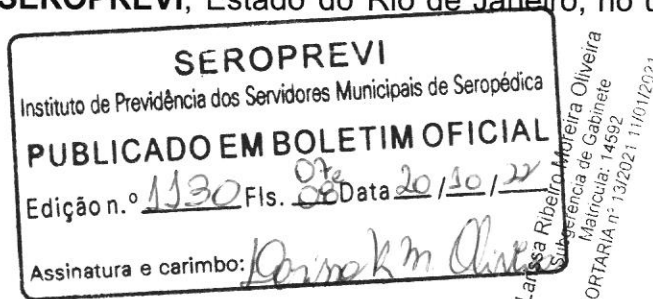 SEROPREVI, Estado do Rio de Janeiro, no u
SEROPREVI
Instituto de Previdência dos Servidores Municipais de Seropédica
PUBLICADO EM BOLETIM OFICIAL
Edição n.º 1130 Fls. 07e 08 Data 20/10/22
Assinatura e carimbo:
Larissa Ribeiro Moreira Oliveira
Subgerência de Gabinete
Matrícula: 14592
PORTARIA nº 13/2021 11/01/2021